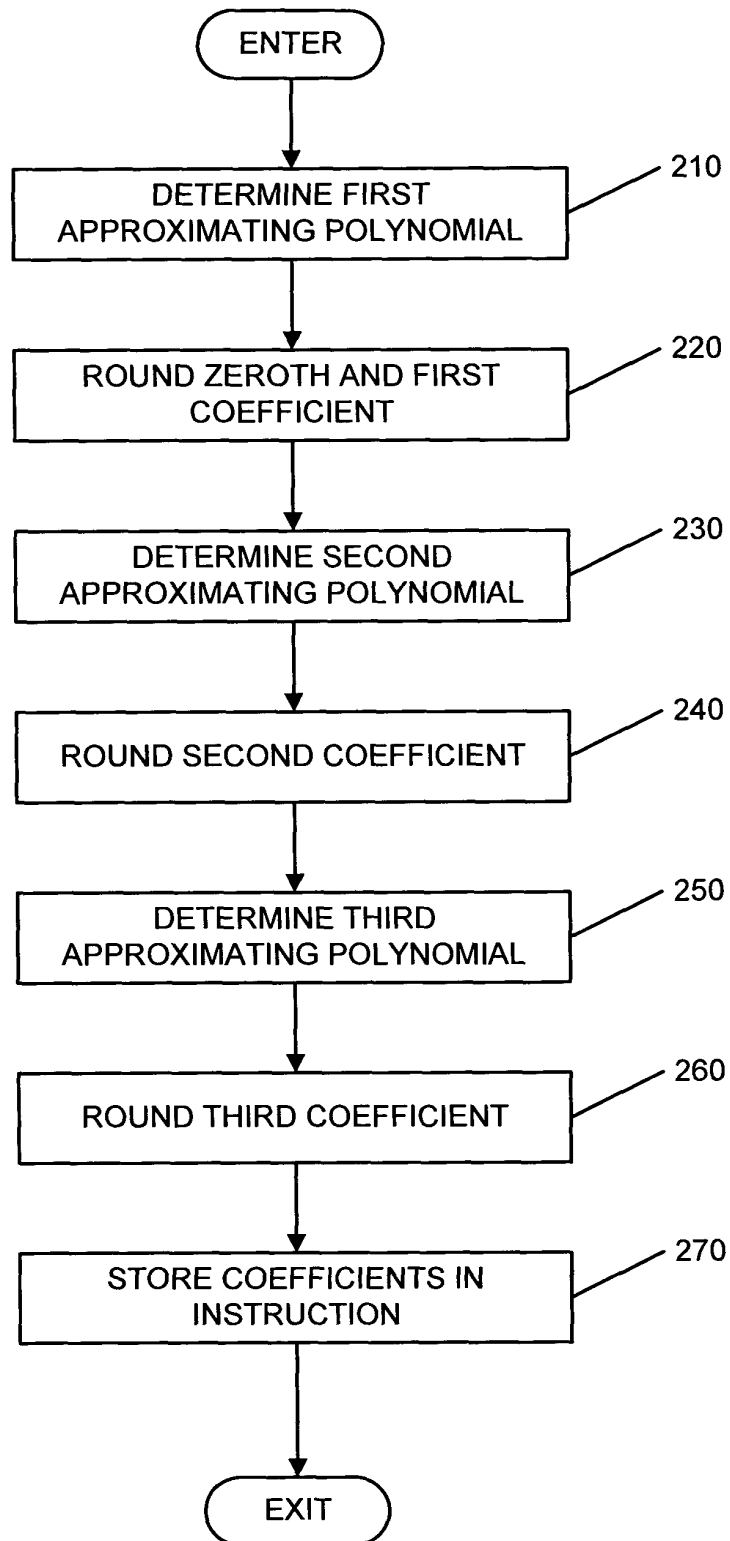 ENTER
DETERMINE FIRST
APPROXIMATING POLYNOMIAL
210
ROUND ZEROTH AND FIRST
COEFFICIENT
220
DETERMINE SECOND
APPROXIMATING POLYNOMIAL
230
ROUND SECOND COEFFICIENT
240
DETERMINE THIRD
APPROXIMATING POLYNOMIAL
250
ROUND THIRD COEFFICIENT
260
STORE COEFFICIENTS IN
INSTRUCTION
270
EXIT